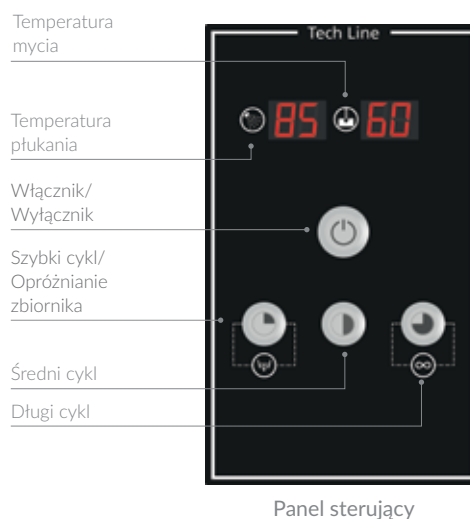 Temperatura
mycia
Tech Line
85 60
Temperatura
płukania
Włącznik/
Wyłącznik
Szybki cykl/
Opróżnianie
zbiornika
Średni cykl
Długi cykl
Panel sterujący